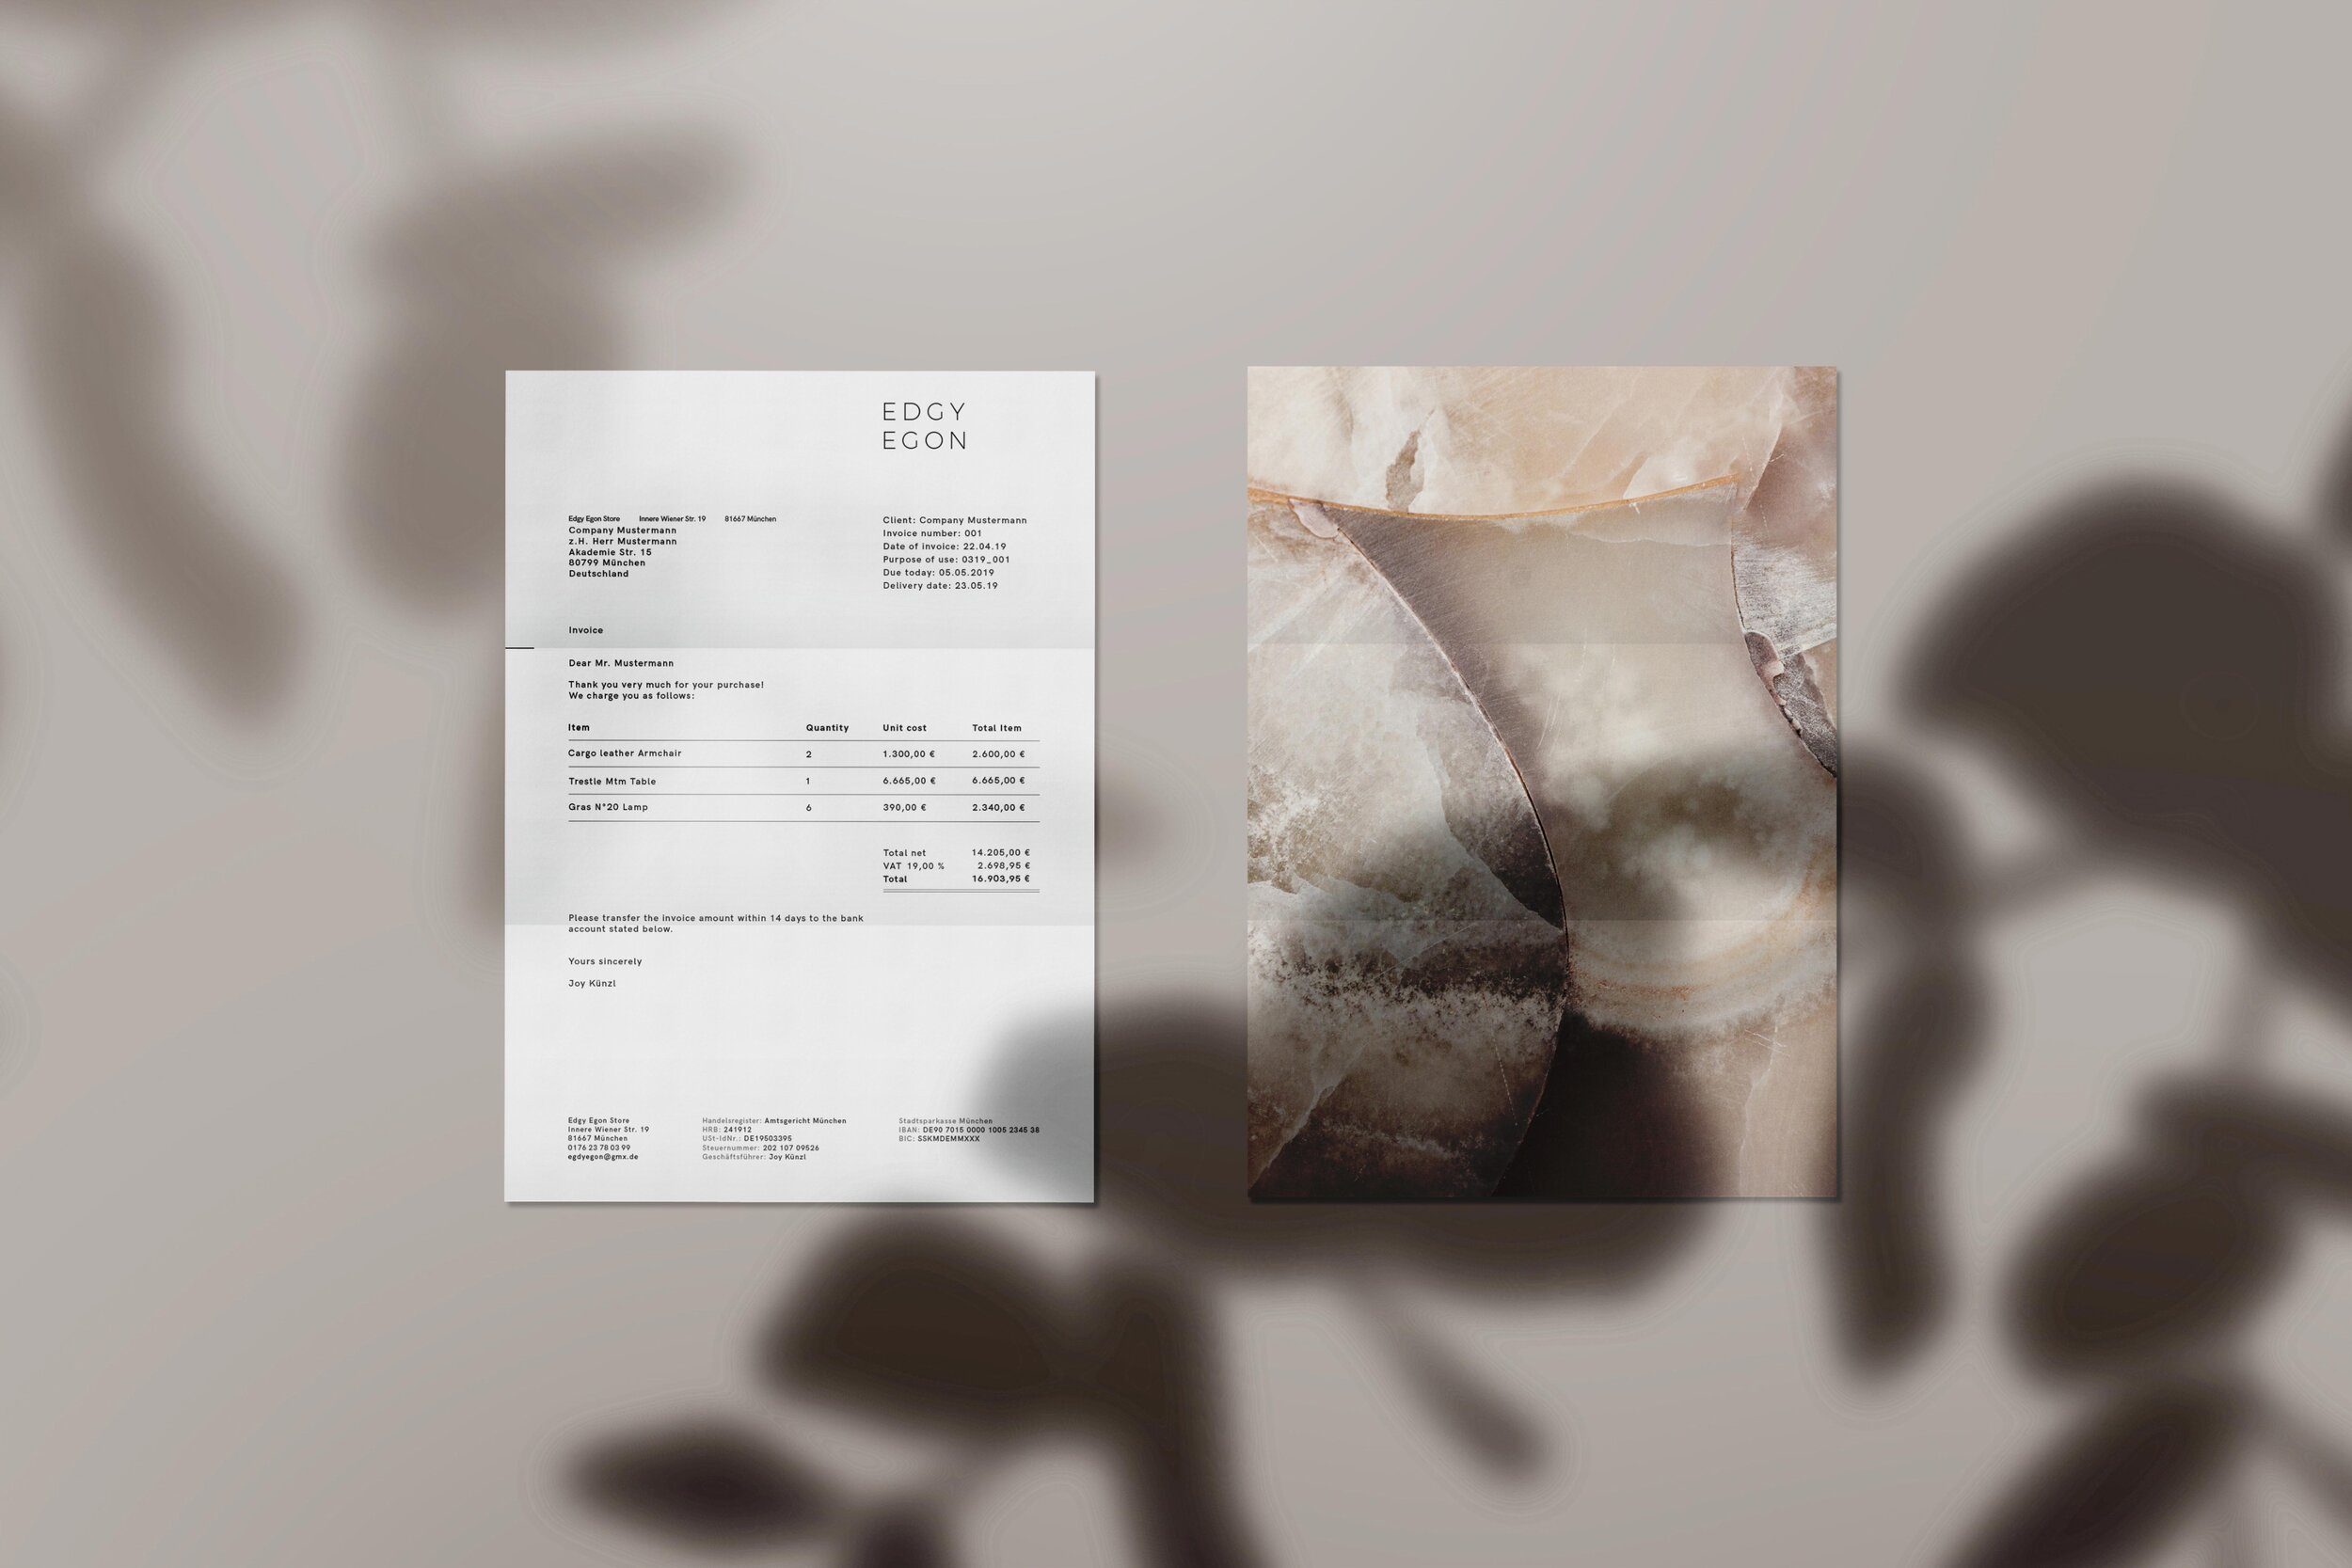 EDGY
EGON
Edgy Egon Store Innere Wiener Str. 19 81667 München
Company Mustermann
z.H. Herr Mustermann
Akademie Str. 15
80799 München
Deutschland
Client: Company Mustermann
Invoice number: 001
Date of invoice: 22.04.19
Purpose of use: 0319_001
Due today: 05.05.2019
Delivery date: 23.05.19
Invoice
Dear Mr. Mustermann
Thank you very much for your purchase!
We charge you as follows:
Item Quantity Unit cost Total Item
Cargo leather Armchair 2 1.300,00 € 2.600,00 €
Trestle Mtm Table 1 6.665,00 € 6.665,00 €
Gras N°20 Lamp 6 390,00 € 2.340,00 €
Total net 14.205,00 €
VAT 19,00 % 2.698,95 €
Total 16.903,95 €
Please transfer the invoice amount within 14 days to the bank
account stated below.
Yours sincerely
Joy Künzl
Edgy Egon Store
Innere Wiener Str. 19
81667 München
0176 23 78 03 99
egdyegon@gmx.de
Handelsregister: Amtsgericht München
HRB: 241912
USt-IdNr.: DE19503395
Steuernummer: 202 107 09526
Geschäftsführer: Joy Künzl
Stadtsparkasse München
IBAN: DE90 7015 0000 1005 2345 38
BIC: SSKMDEMMXXX